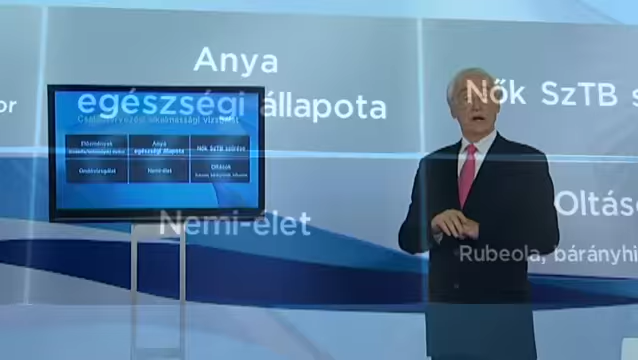 Anya
egészségi állapota
or
Nők SzTB s
Nemi-élet
Oltáso
Rubeola, bárányhi
Családtervezési alkalmassági vizsgálat
Anya
egészségi állapota
Nők SzTB szűrése
Nemi-élet
Oltások